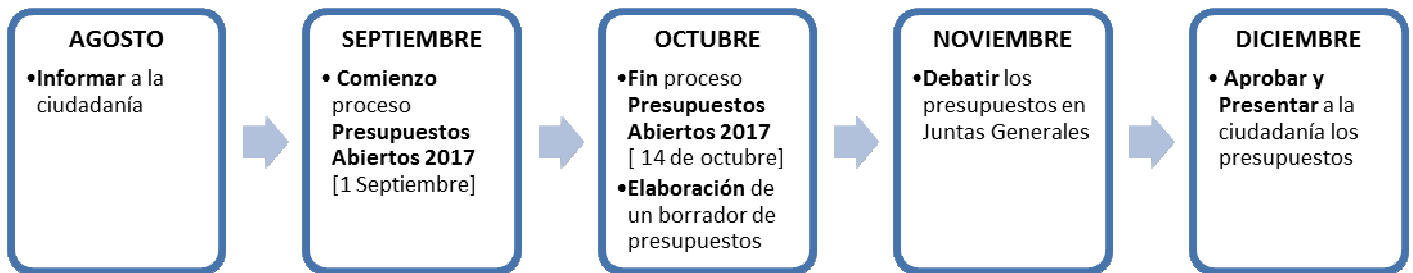 AGOSTO
•Informar a la
ciudadanía
SEPTIEMBRE
• Comienzo
proceso
Presupuestos
Abiertos 2017
[1 Septiembre]
OCTUBRE
•Fin proceso
Presupuestos
Abiertos 2017
[ 14 de octubre]
•Elaboración de
un borrador de
presupuestos
NOVIEMBRE
•Debatir los
presupuestos en
Juntas Generales
DICIEMBRE
• Aprobar y
Presentar a la
ciudadanía los
presupuestos